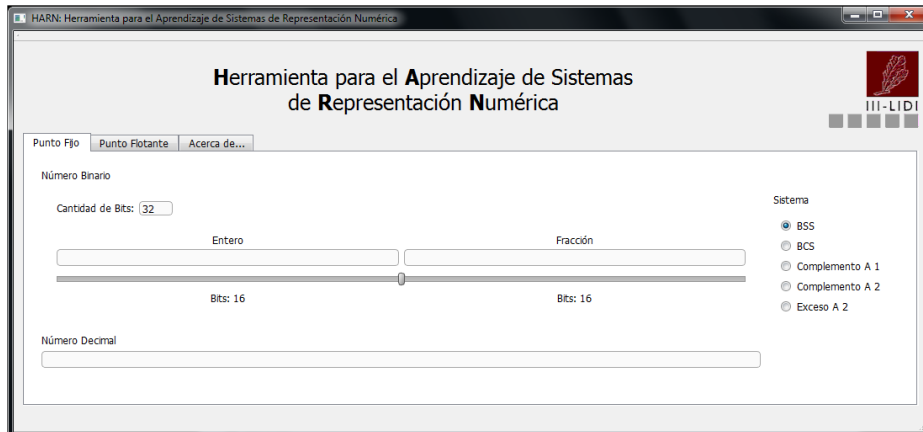 HARN: Herramienta para el Aprendizaje de Sistemas de Representación Numérica
Herramienta para el Aprendizaje de Sistemas
de Representación Numérica
III-LIDI
Punto Fijo
Punto Flotante
Acerca de...
Número Binario
Cantidad de Bits: 32
Entero
Fracción
Bits: 16
Bits: 16
Sistema
BSS
BCS
Complemento A 1
Complemento A 2
Exceso A 2
Número Decimal